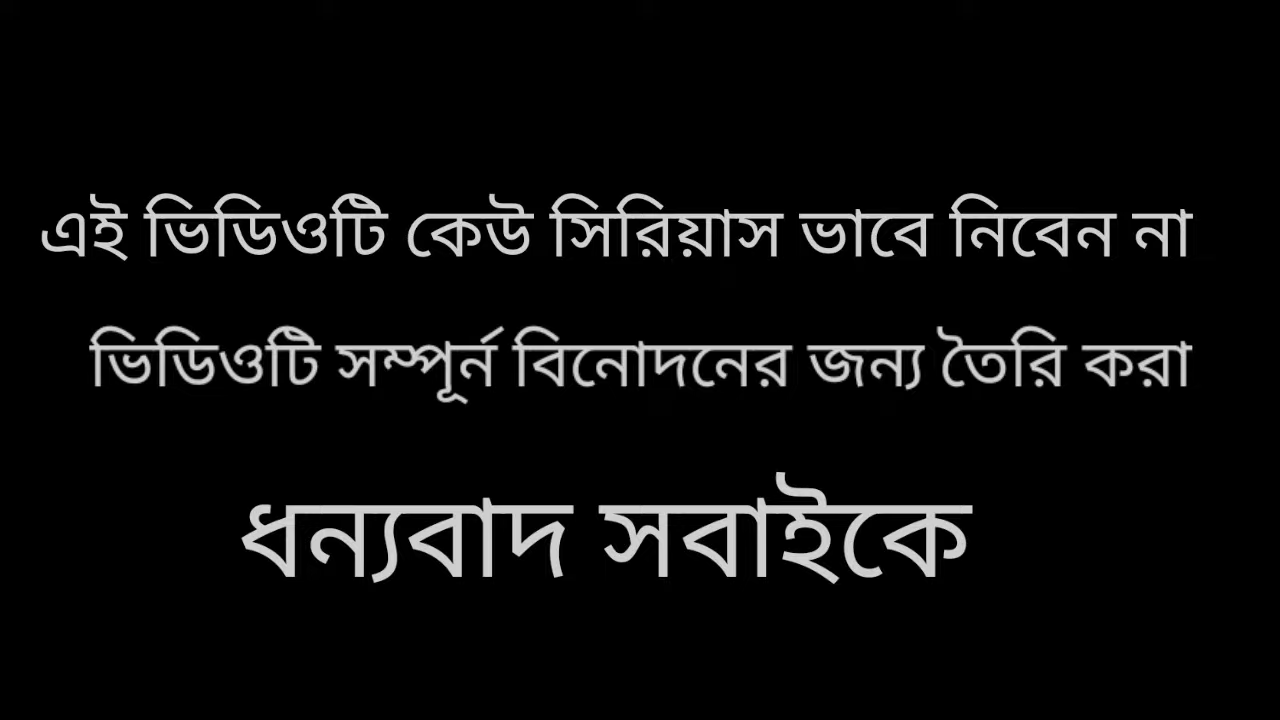 এই ভিডিওটি কেউ সিরিয়াস ভাবে নিবেন না
ভিডিওটি সম্পূর্ন বিনোদনের জন্য তৈরি করা
ধন্যবাদ সবাইকে